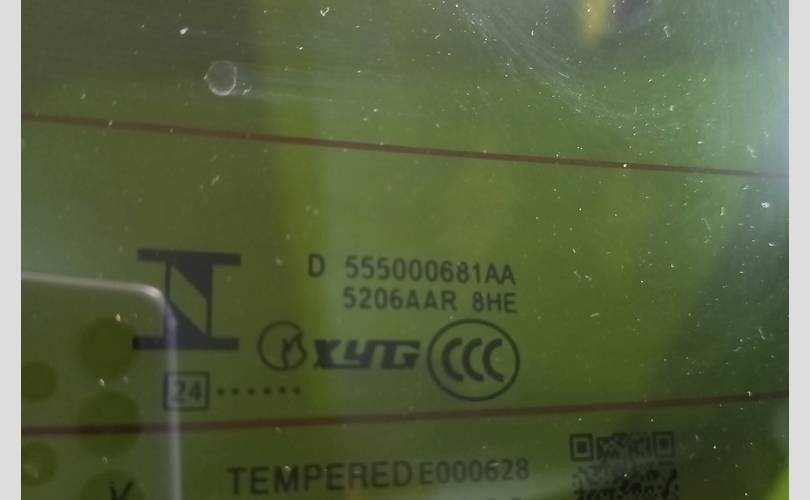 D 555000681AA
5206AAR 8HE
XYG CCC
24 ······
TEMPERED E000628